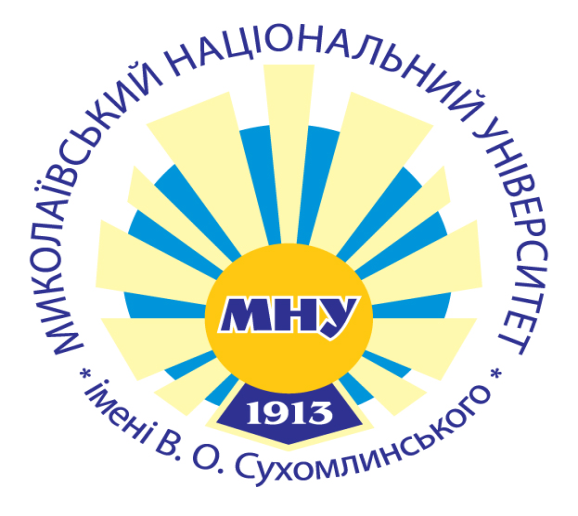 МИКОЛАЇВСЬКИЙ НАЦІОНАЛЬНИЙ УНІВЕРСИТЕТ
МНУ
1913
* імені В. О. Сухомлинського *